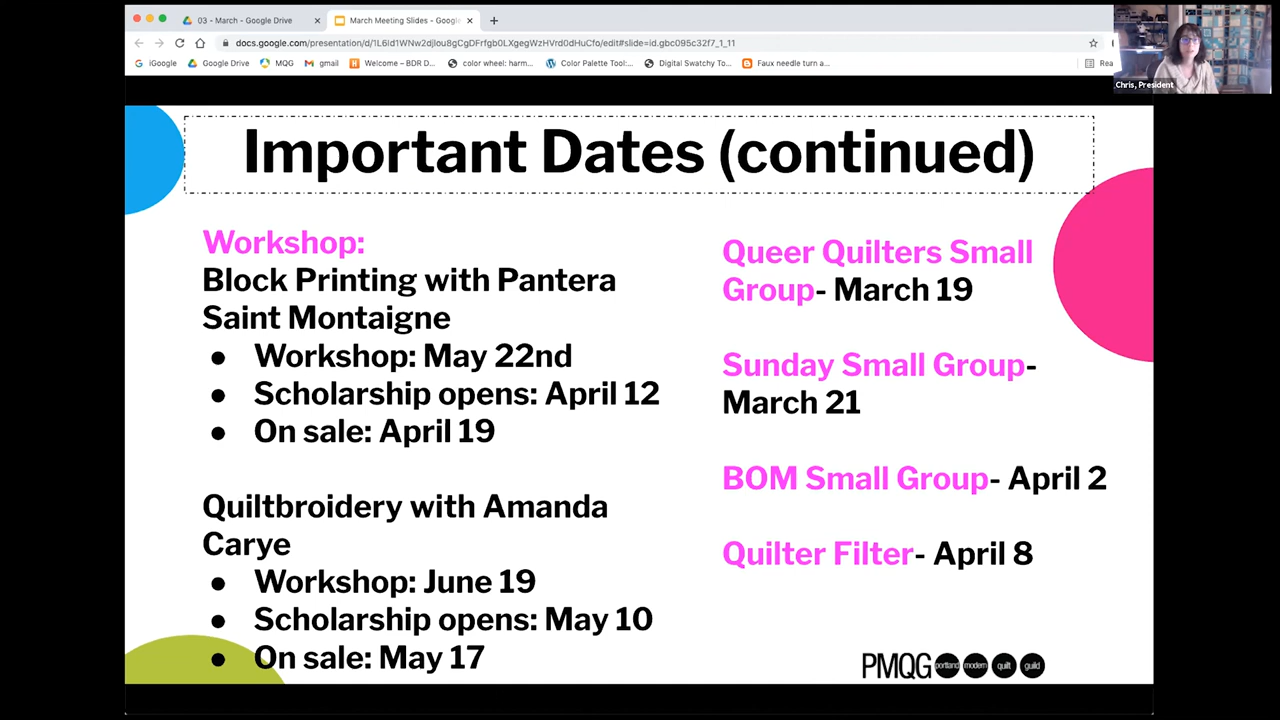 03 - March - Google Drive
March Meeting Slides - Google
docs.google.com/presentation/d/1L6ld1WNw2djlou8gCgDFrfgb0LXgegWzHVrd0dHuCfo/edit#slide=id.gbc095c32f7_1_11
iGoogle
Google Drive
MQG
gmail
Welcome – BDR D...
color wheel: harm...
Color Palette Tool:...
Digital Swatchy To...
Faux needle turn a...
Rea
Chris, President
Important Dates (continued)
Workshop:
Block Printing with Pantera
Saint Montaigne
● Workshop: May 22nd
● Scholarship opens: April 12
● On sale: April 19
Quiltbroidery with Amanda
Carye
● Workshop: June 19
● Scholarship opens: May 10
● On sale: May 17
Queer Quilters Small
Group- March 19
Sunday Small Group-
March 21
BOM Small Group- April 2
Quilter Filter- April 8
PMQG portland modern quilt guild